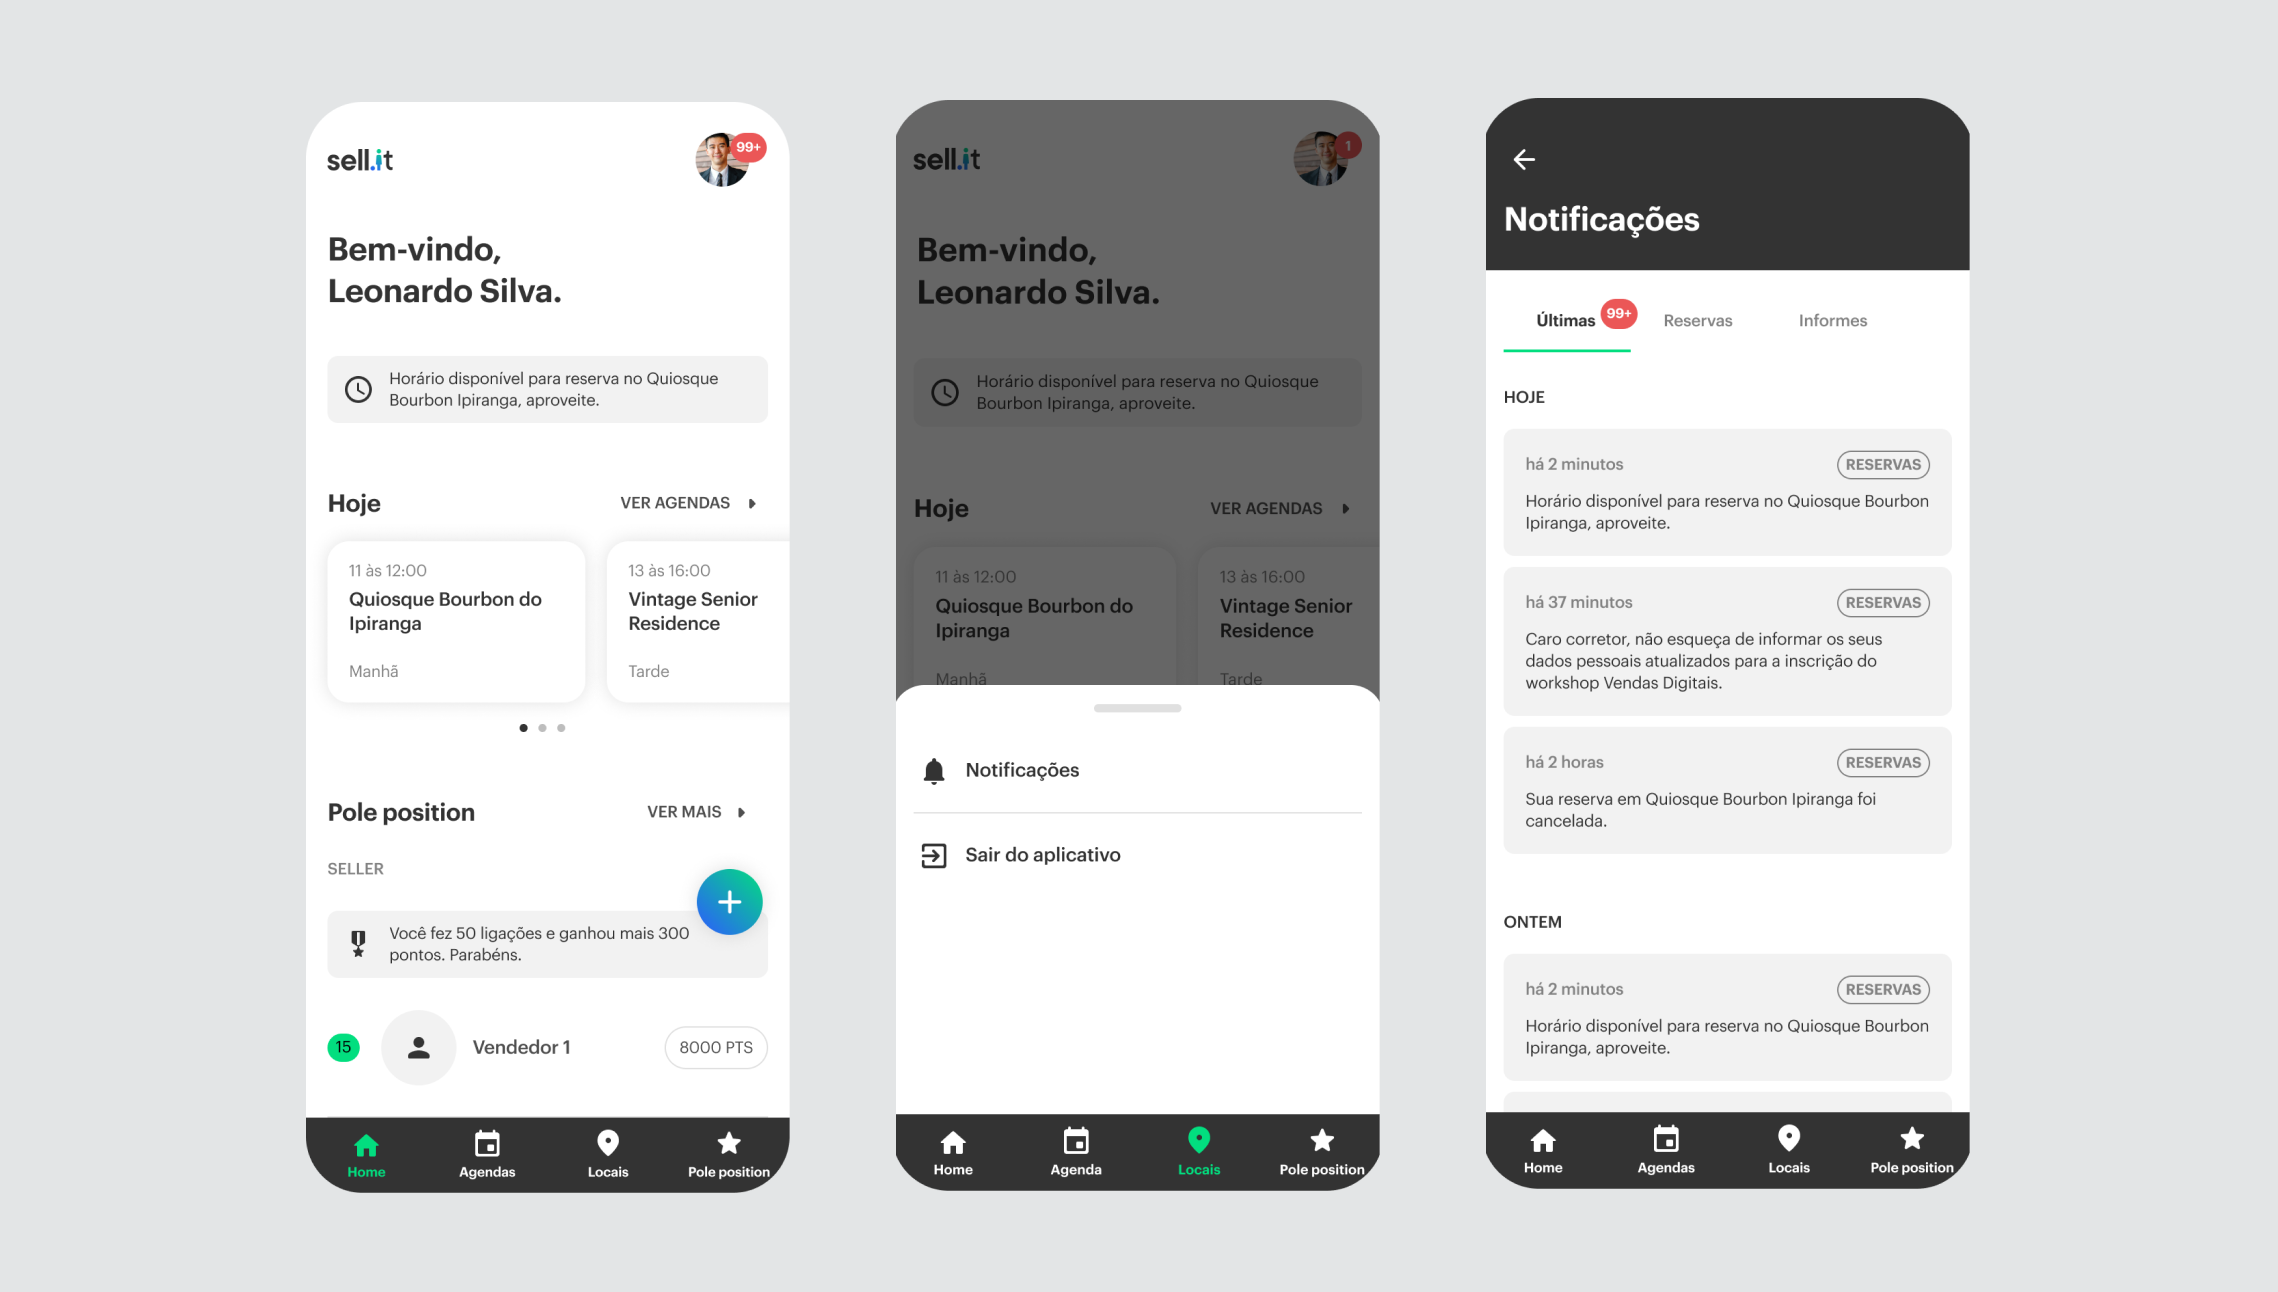 sell.it
99+
Bem-vindo,
Leonardo Silva.
Horário disponível para reserva no Quiosque
Bourbon Ipiranga, aproveite.
Hoje
VER AGENDAS
11 às 12:00
Quiosque Bourbon do
Ipiranga
Manhã
13 às 16:00
Vintage Senior
Residence
Tarde
Pole position
VER MAIS
SELLER
Você fez 50 ligações e ganhou mais 300
pontos. Parabéns.
15
Vendedor 1
8000 PTS
Home
Agendas
Locais
Pole position
sell.it
1
Bem-vindo,
Leonardo Silva.
Horário disponível para reserva no Quiosque
Bourbon Ipiranga, aproveite.
Hoje
VER AGENDAS
11 às 12:00
Quiosque Bourbon do
Ipiranga
Manhã
13 às 16:00
Vintage Senior
Residence
Tarde
Notificações
Sair do aplicativo
Home
Agenda
Locais
Pole position
Notificações
Últimas
99+
Reservas
Informes
HOJE
há 2 minutos
RESERVAS
Horário disponível para reserva no Quiosque Bourbon
Ipiranga, aproveite.
há 37 minutos
RESERVAS
Caro corretor, não esqueça de informar os seus
dados pessoais atualizados para a inscrição do
workshop Vendas Digitais.
há 2 horas
RESERVAS
Sua reserva em Quiosque Bourbon Ipiranga foi
cancelada.
ONTEM
há 2 minutos
RESERVAS
Horário disponível para reserva no Quiosque Bourbon
Ipiranga, aproveite.
Home
Agendas
Locais
Pole position